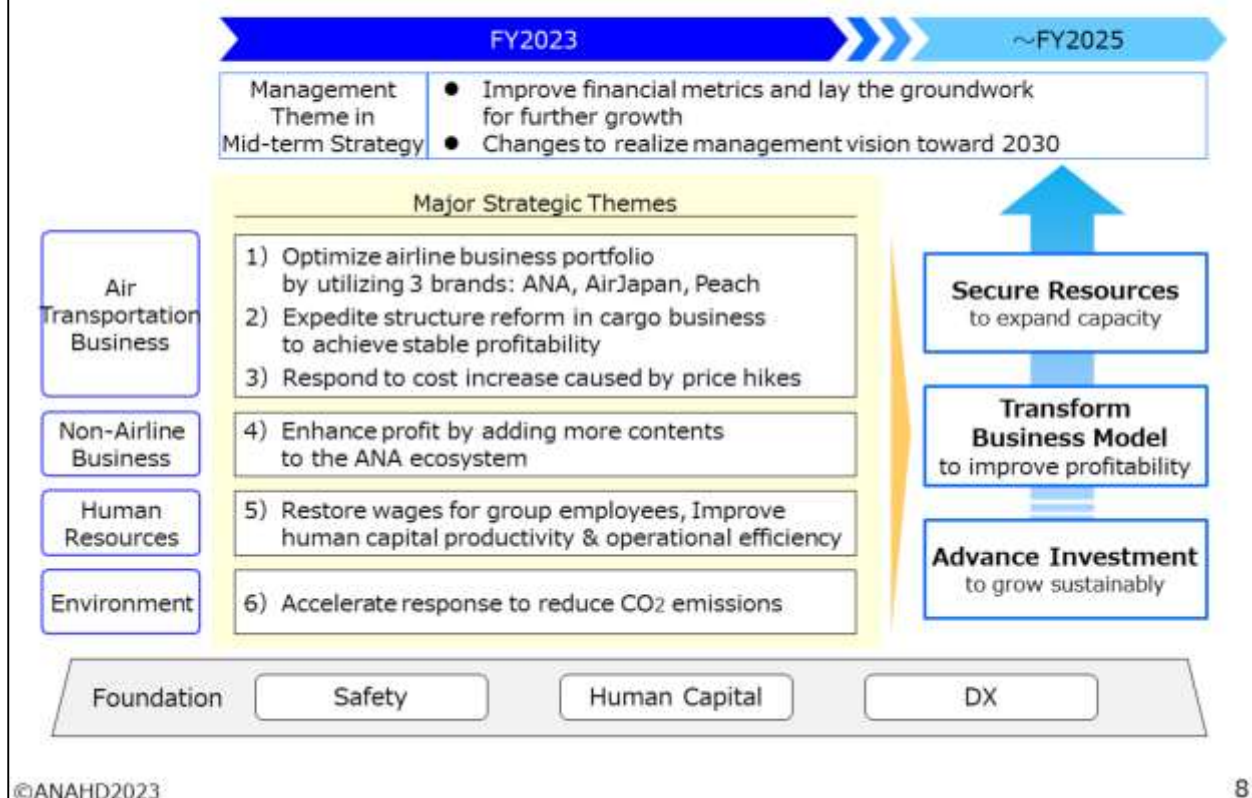 FY2023
～FY2025
Management
Theme in
Mid-term Strategy
● Improve financial metrics and lay the groundwork
for further growth
● Changes to realize management vision toward 2030
Major Strategic Themes
Air
Transportation
Business
1) Optimize airline business portfolio
by utilizing 3 brands: ANA, AirJapan, Peach
2) Expedite structure reform in cargo business
to achieve stable profitability
3) Respond to cost increase caused by price hikes
Non-Airline
Business
4) Enhance profit by adding more contents
to the ANA ecosystem
Human
Resources
5) Restore wages for group employees, Improve
human capital productivity & operational efficiency
Environment
6) Accelerate response to reduce CO2 emissions
Secure Resources
to expand capacity
Transform
Business Model
to improve profitability
Advance Investment
to grow sustainably
Foundation
Safety
Human Capital
DX
©ANAHD2023
8